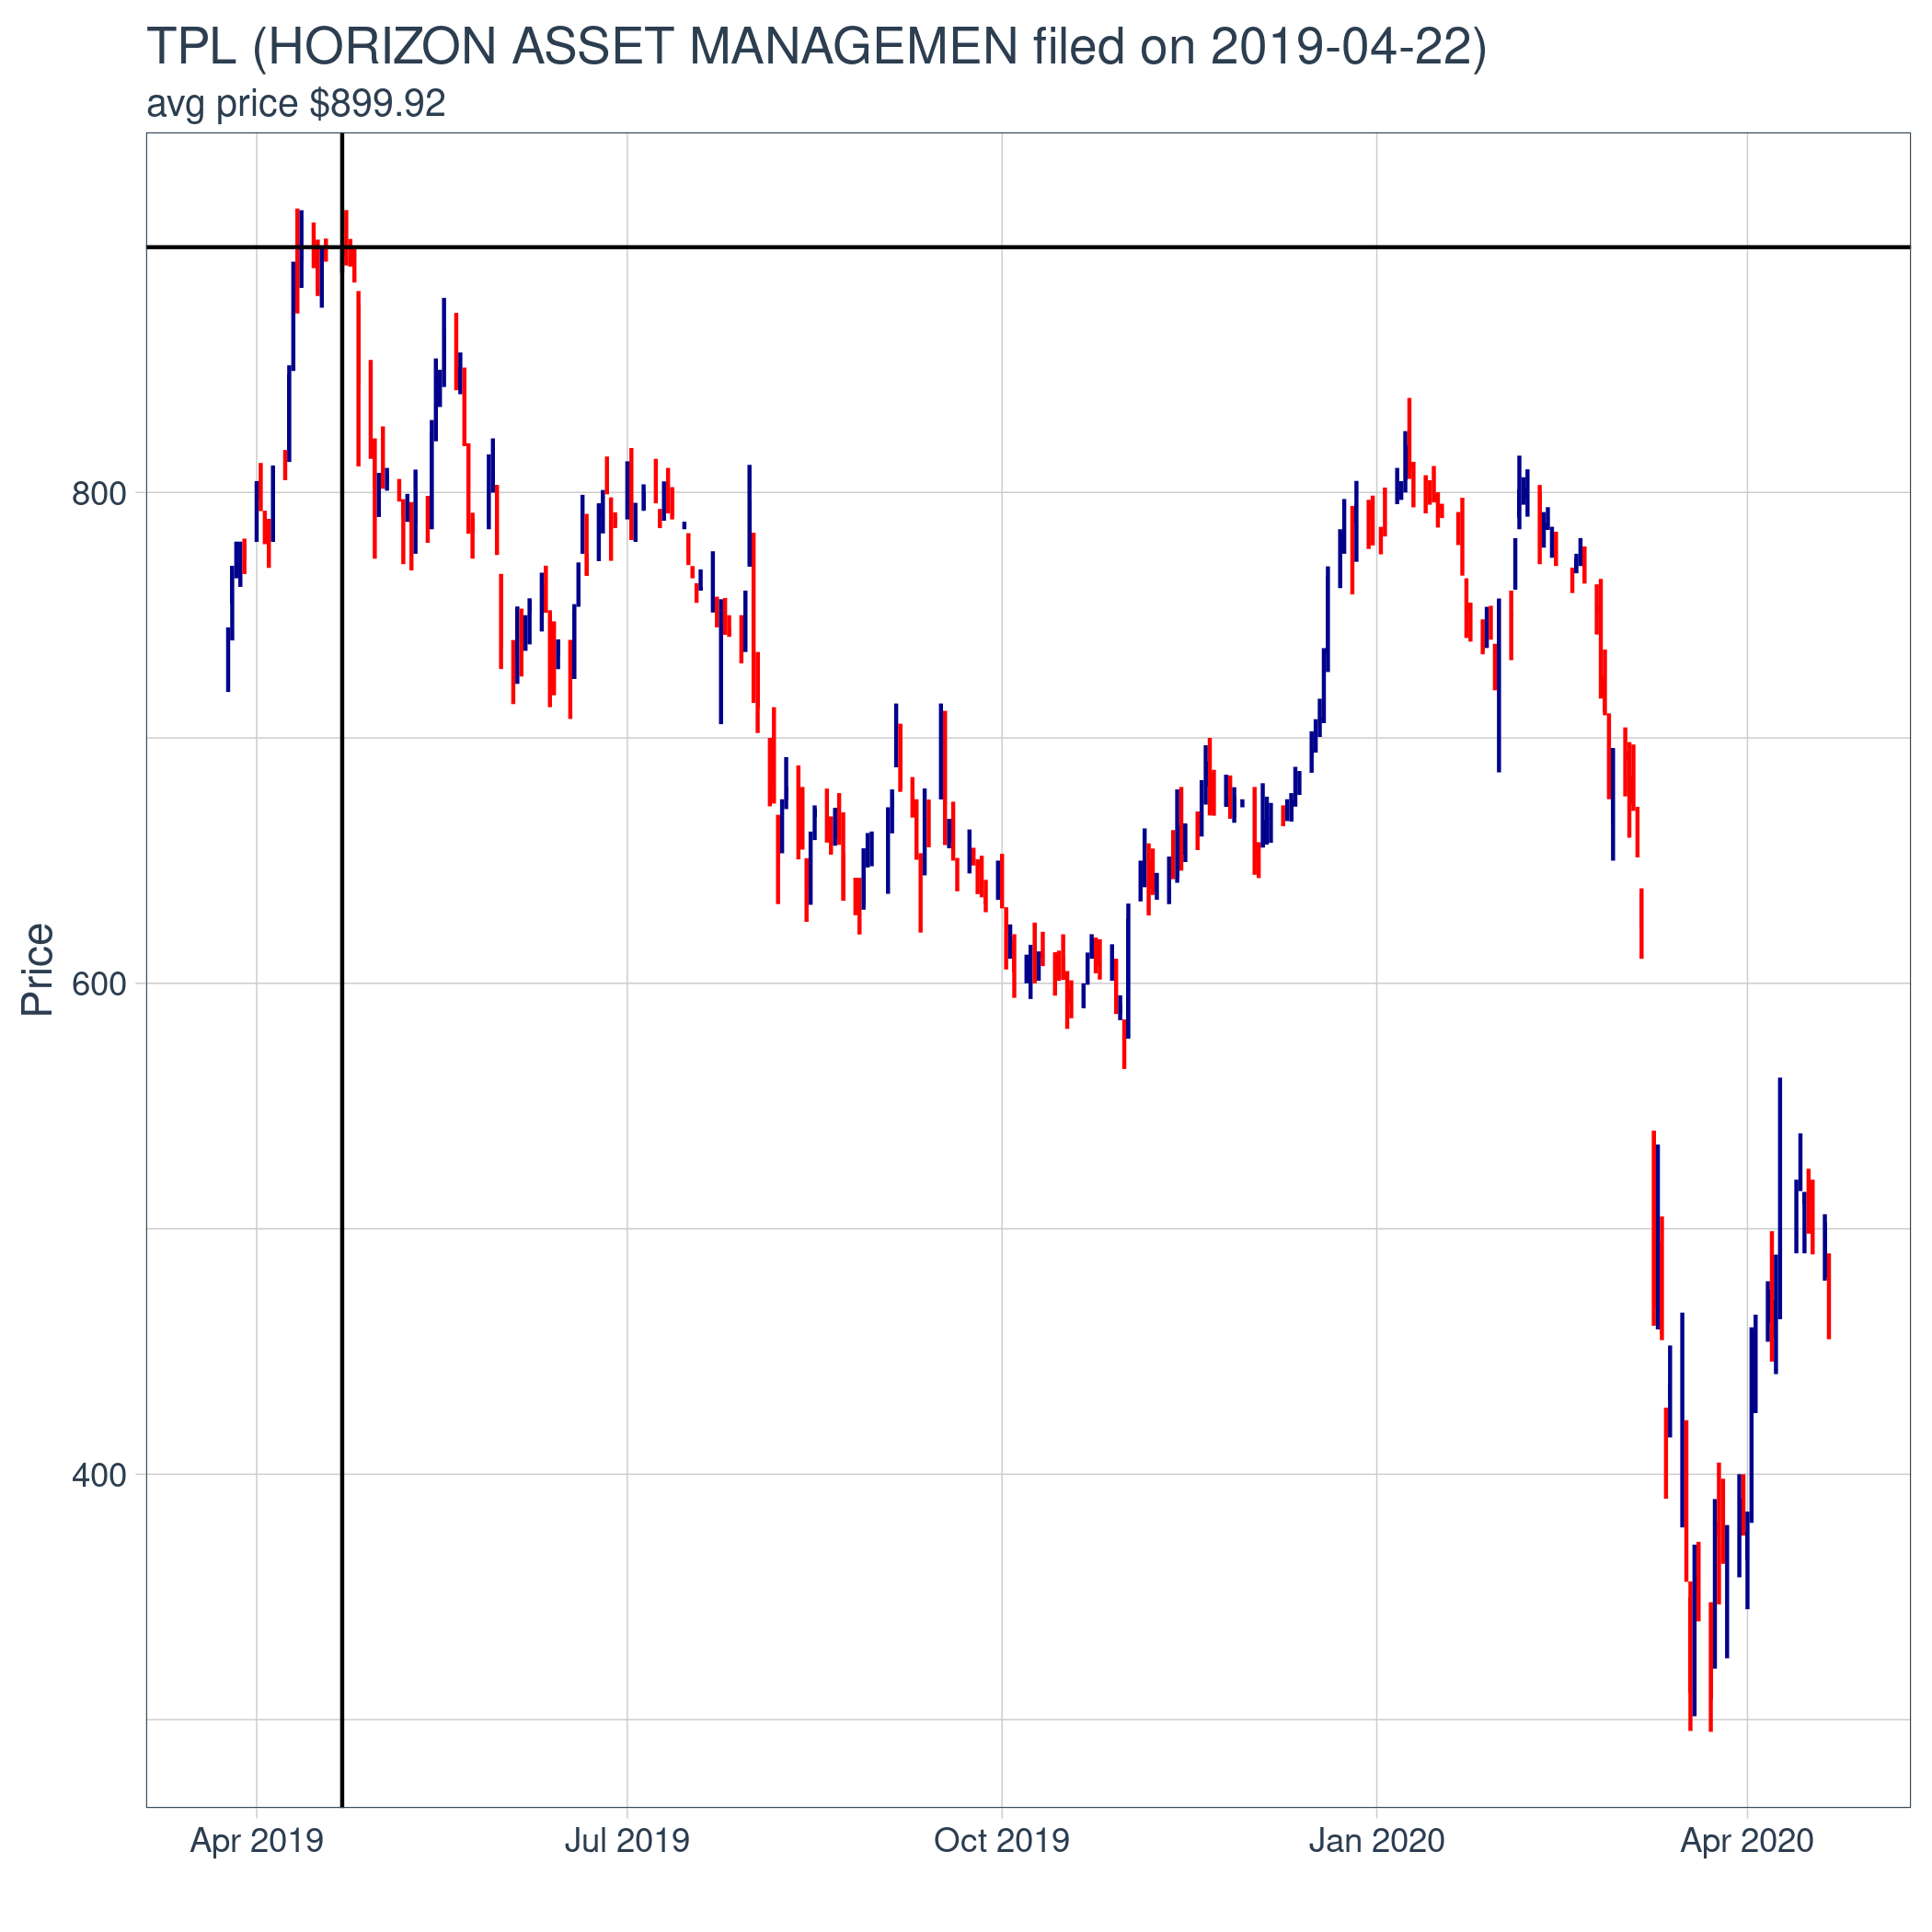 TPL (HORIZON ASSET MANAGEMEN filed on 2019-04-22)
avg price $899.92
Price
800
600
400
Apr 2019
Jul 2019
Oct 2019
Jan 2020
Apr 2020